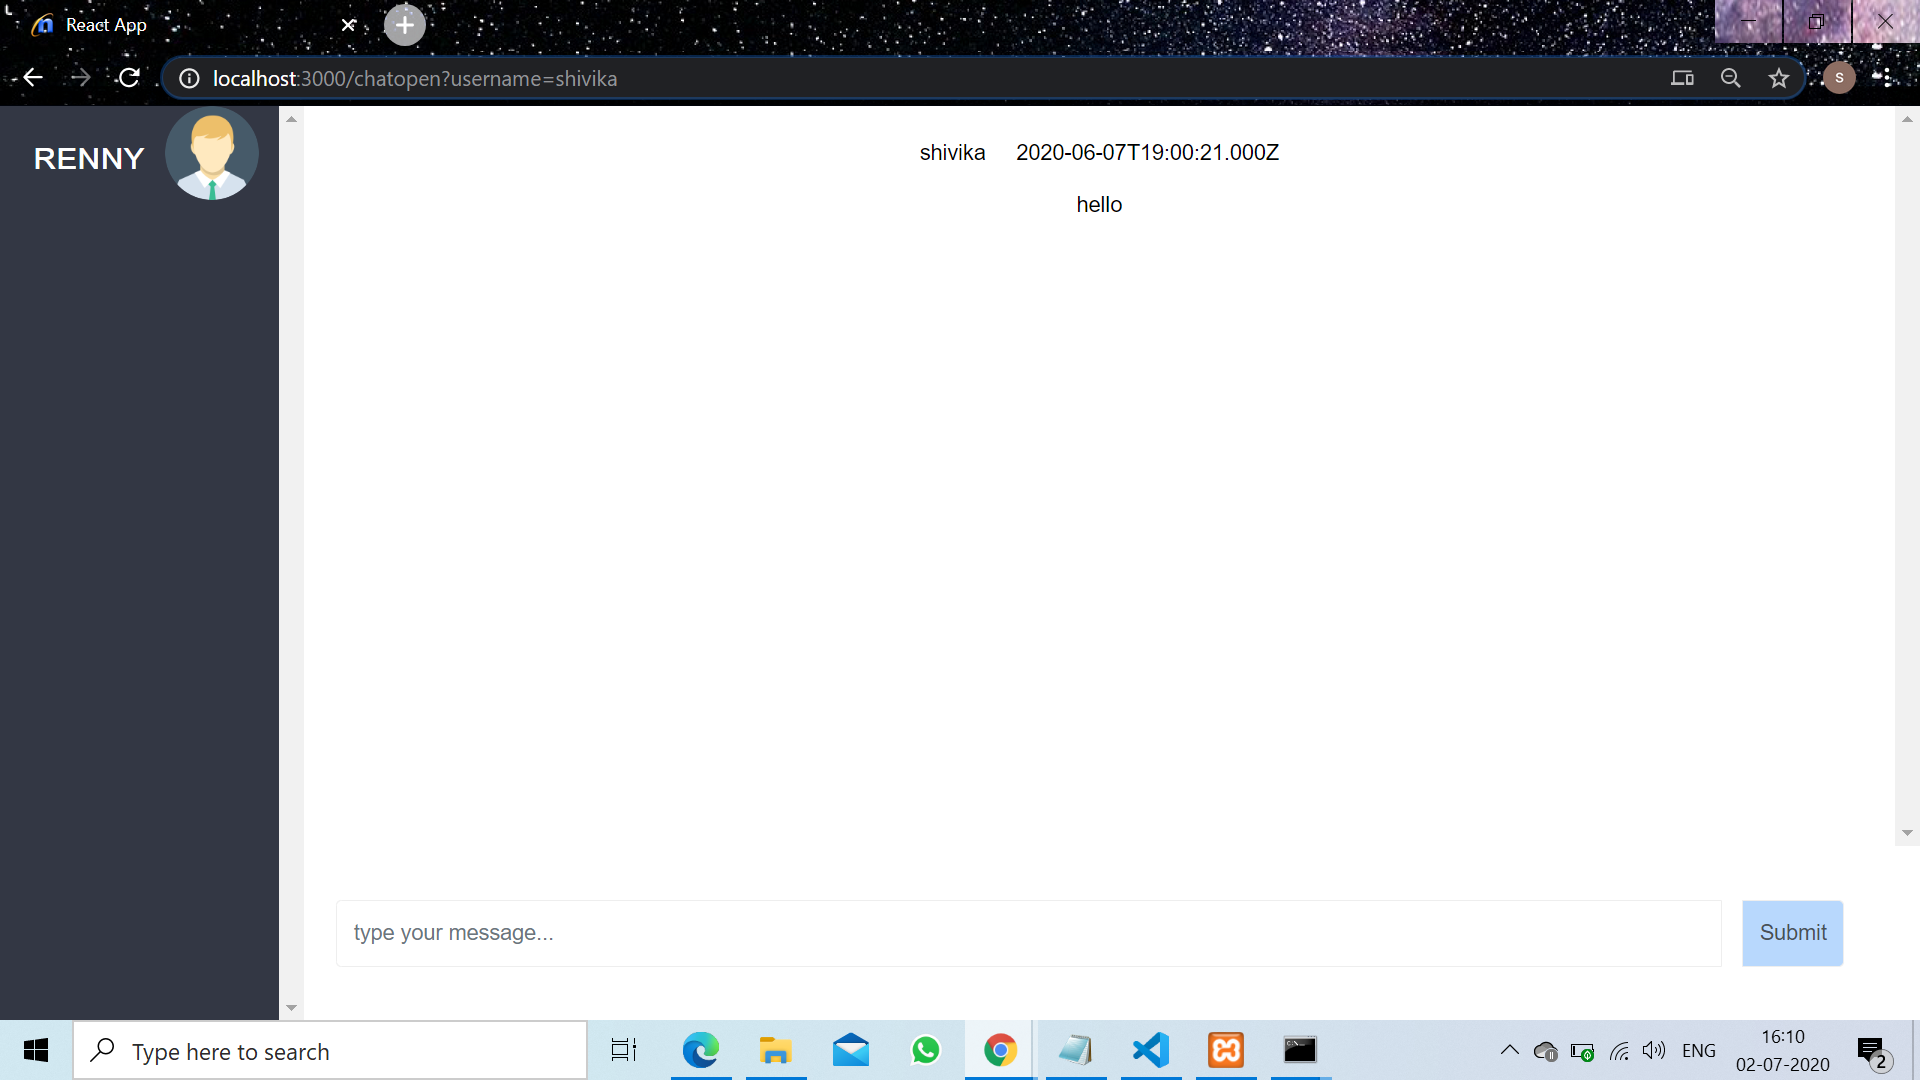 React App
localhost:3000/chatopen?username=shivika
s
RENNY
shivika 2020-06-07T19:00:21.000Z
hello
type your message...
Submit
Type here to search
ENG
16:10
02-07-2020
2